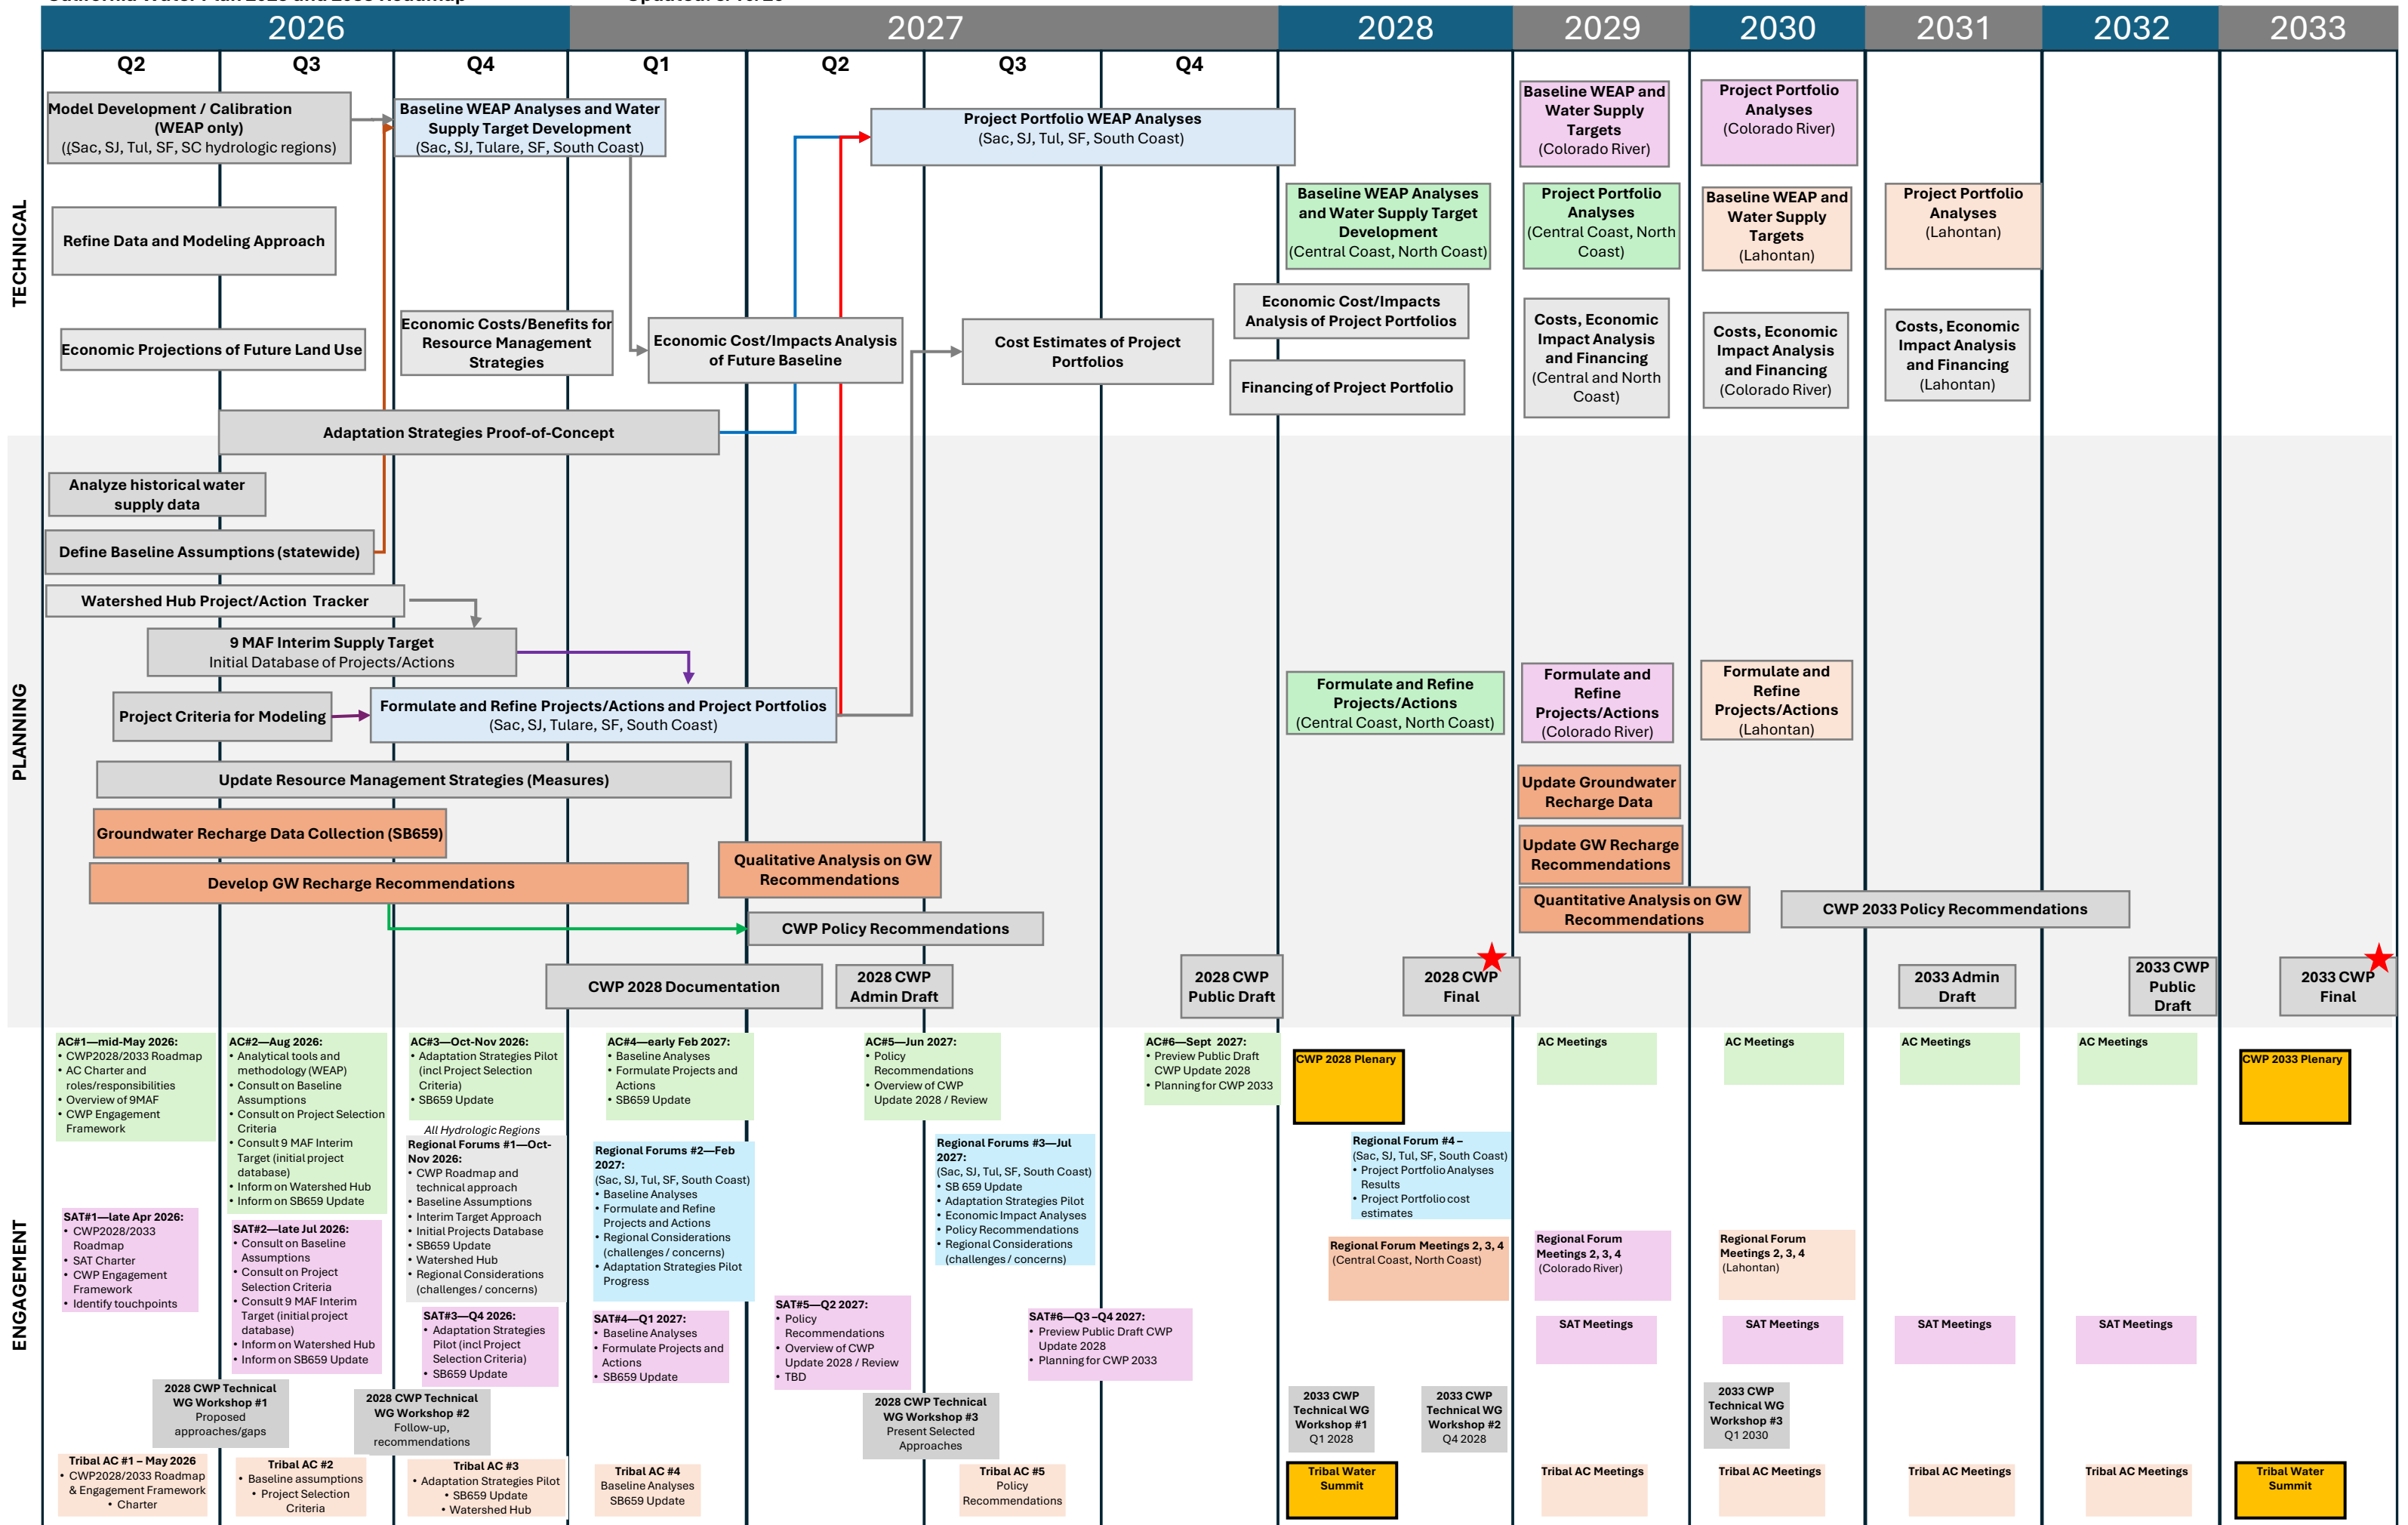 2026
2027
2028
2029
2030
2031
2032
2033
Q2
Q3
Q4
Q1
Q2
Q3
Q4
TECHNICAL
Model Development / Calibration
(WEAP only)
((Sac, SJ, Tul, SF, SC hydrologic regions)
Baseline WEAP Analyses and Water
Supply Target Development
(Sac, SJ, Tulare, SF, South Coast)
Project Portfolio WEAP Analyses
(Sac, SJ, Tul, SF, South Coast)
Baseline WEAP and
Water Supply
Targets
(Colorado River)
Project Portfolio
Analyses
(Colorado River)
Refine Data and Modeling Approach
Baseline WEAP Analyses
and Water Supply Target
Development
(Central Coast, North Coast)
Project Portfolio
Analyses
(Central Coast, North
Coast)
Baseline WEAP and
Water Supply
Targets
(Lahontan)
Project Portfolio
Analyses
(Lahontan)
Economic Projections of Future Land Use
Economic Costs/Benefits for
Resource Management
Strategies
Economic Cost/Impacts Analysis
of Future Baseline
Cost Estimates of Project
Portfolios
Economic Cost/Impacts
Analysis of Project Portfolios
Financing of Project Portfolio
Costs, Economic
Impact Analysis
and Financing
(Central and North
Coast)
Costs, Economic
Impact Analysis
and Financing
(Colorado River)
Costs, Economic
Impact Analysis
and Financing
(Lahontan)
Adaptation Strategies Proof-of-Concept
PLANNING
Analyze historical water
supply data
Define Baseline Assumptions (statewide)
Watershed Hub Project/Action Tracker
9 MAF Interim Supply Target
Initial Database of Projects/Actions
Project Criteria for Modeling
Formulate and Refine Projects/Actions and Project Portfolios
(Sac, SJ, Tulare, SF, South Coast)
Formulate and Refine
Projects/Actions
(Central Coast, North Coast)
Formulate and
Refine
Projects/Actions
(Colorado River)
Formulate and
Refine
Projects/Actions
(Lahontan)
Update Resource Management Strategies (Measures)
Groundwater Recharge Data Collection (SB659)
Develop GW Recharge Recommendations
Qualitative Analysis on GW
Recommendations
Update Groundwater
Recharge Data
Update GW Recharge
Recommendations
Quantitative Analysis on GW
Recommendations
CWP Policy Recommendations
CWP 2033 Policy Recommendations
CWP 2028 Documentation
2028 CWP
Admin Draft
2028 CWP
Public Draft
2028 CWP
Final
2033 Admin
Draft
2033 CWP
Public
Draft
2033 CWP
Final
ENGAGEMENT
AC#1—mid-May 2026:
• CWP2028/2033 Roadmap
• AC Charter and
roles/responsibilities
• Overview of 9MAF
• CWP Engagement
Framework
AC#2—Aug 2026:
• Analytical tools and
methodology (WEAP)
• Consult on Baseline
Assumptions
• Consult on Project Selection
Criteria
• Consult 9 MAF Interim
Target (initial project
database)
• Inform on Watershed Hub
• Inform on SB659 Update
AC#3—Oct-Nov 2026:
• Adaptation Strategies Pilot
(incl Project Selection
Criteria)
• SB659 Update
AC#4—early Feb 2027:
• Baseline Analyses
• Formulate Projects and
Actions
• SB659 Update
AC#5—Jun 2027:
• Policy
Recommendations
• Overview of CWP
Update 2028 / Review
AC#6—Sept 2027:
• Preview Public Draft
CWP Update 2028
• Planning for CWP 2033
CWP 2028 Plenary
AC Meetings
AC Meetings
AC Meetings
AC Meetings
CWP 2033 Plenary
All Hydrologic Regions
Regional Forums #1—Oct-
Nov 2026:
• CWP Roadmap and
technical approach
• Baseline Assumptions
• Interim Target Approach
• Initial Projects Database
• SB659 Update
• Watershed Hub
• Regional Considerations
(challenges / concerns)
Regional Forums #2—Feb
2027:
(Sac, SJ, Tul, SF, South Coast)
• Baseline Analyses
• Formulate and Refine
Projects and Actions
• Regional Considerations
(challenges / concerns)
• Adaptation Strategies Pilot
Progress
Regional Forums #3—Jul
2027:
(Sac, SJ, Tul, SF, South Coast)
• SB 659 Update
• Adaptation Strategies Pilot
• Economic Impact Analyses
• Policy Recommendations
• Regional Considerations
(challenges / concerns)
Regional Forum #4 –
(Sac, SJ, Tul, SF, South Coast)
• Project Portfolio Analyses
Results
• Project Portfolio cost
estimates
Regional Forum Meetings 2, 3, 4
(Central Coast, North Coast)
Regional Forum
Meetings 2, 3, 4
(Colorado River)
Regional Forum
Meetings 2, 3, 4
(Lahontan)
SAT#1—late Apr 2026:
• CWP2028/2033
Roadmap
• SAT Charter
• CWP Engagement
Framework
• Identify touchpoints
SAT#2—late Jul 2026:
• Consult on Baseline
Assumptions
• Consult on Project
Selection Criteria
• Consult 9 MAF Interim
Target (initial project
database)
• Inform on Watershed Hub
• Inform on SB659 Update
SAT#3—Q4 2026:
• Adaptation Strategies
Pilot (incl Project
Selection Criteria)
• SB659 Update
SAT#4—Q1 2027:
• Baseline Analyses
• Formulate Projects and
Actions
• SB659 Update
SAT#5—Q2 2027:
• Policy
Recommendations
• Overview of CWP
Update 2028 / Review
• TBD
SAT#6—Q3 –Q4 2027:
• Preview Public Draft CWP
Update 2028
• Planning for CWP 2033
SAT Meetings
SAT Meetings
SAT Meetings
SAT Meetings
2028 CWP Technical
WG Workshop #1
Proposed
approaches/gaps
2028 CWP Technical
WG Workshop #2
Follow-up,
recommendations
2028 CWP Technical
WG Workshop #3
Present Selected
Approaches
2033 CWP
Technical WG
Workshop #1
Q1 2028
2033 CWP
Technical WG
Workshop #2
Q4 2028
2033 CWP
Technical WG
Workshop #3
Q1 2030
Tribal AC #1 – May 2026
• CWP2028/2033 Roadmap
& Engagement Framework
• Charter
Tribal AC #2
• Baseline assumptions
• Project Selection
Criteria
Tribal AC #3
• Adaptation Strategies Pilot
• SB659 Update
• Watershed Hub
Tribal AC #4
Baseline Analyses
SB659 Update
Tribal AC #5
Policy
Recommendations
Tribal Water
Summit
Tribal AC Meetings
Tribal AC Meetings
Tribal AC Meetings
Tribal AC Meetings
Tribal Water
Summit